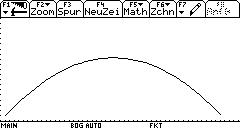 F1 F2 F3 F4 F5 F6 F7
Zoom Spur NeuZei Math Zchn
MAIN BOG AUTO FKT